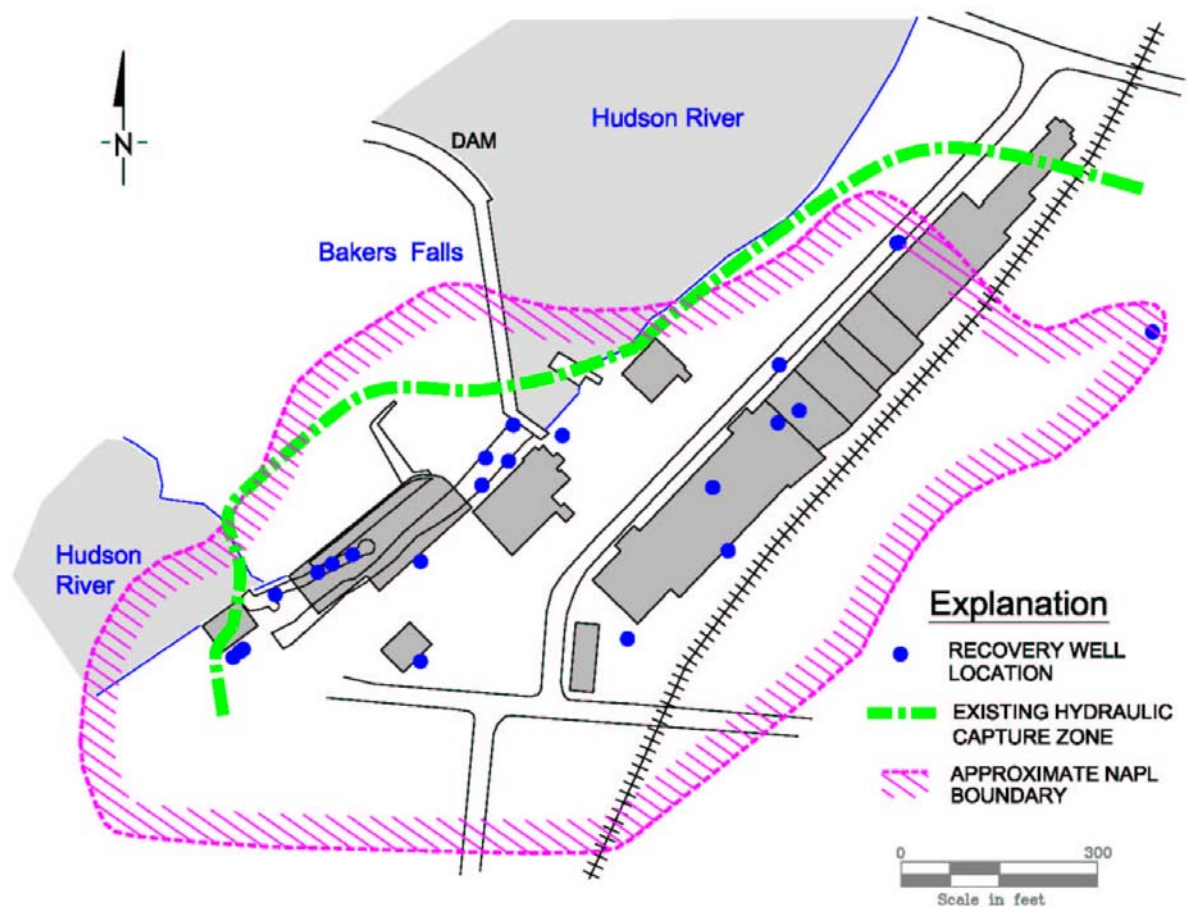 Hudson River
DAM
N
Bakers Falls
Hudson
River
Explanation
RECOVERY WELL
LOCATION
EXISTING HYDRAULIC
CAPTURE ZONE
APPROXIMATE NAPL
BOUNDARY
0 300
Scale in feet